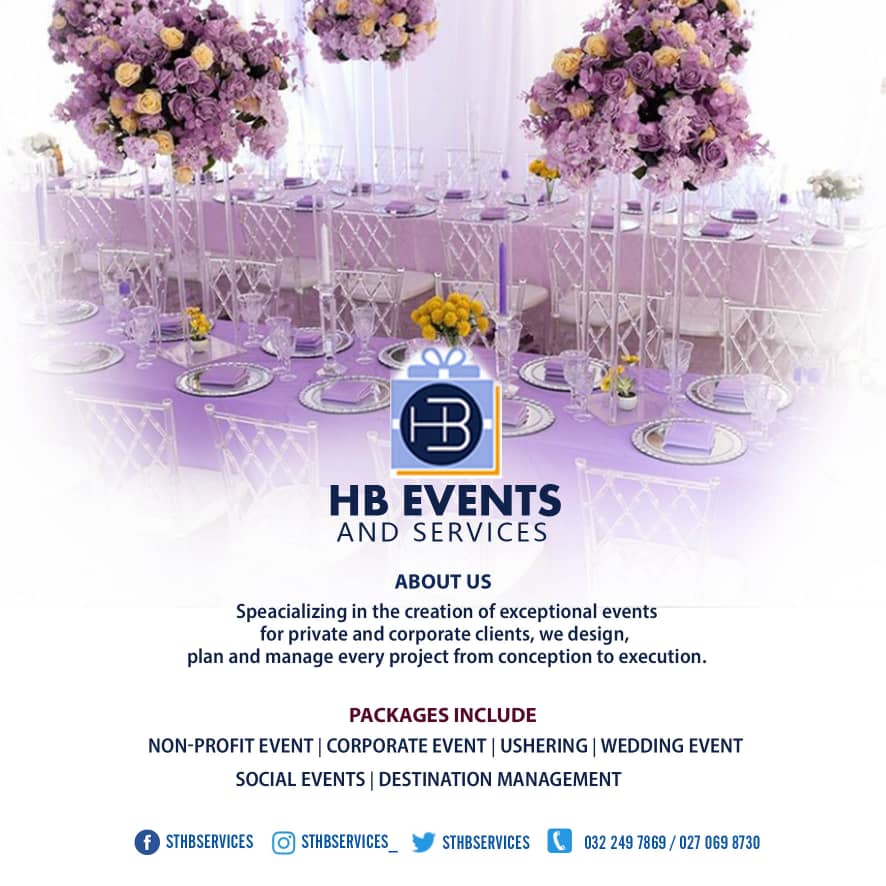 HB
HB EVENTS
AND SERVICES
ABOUT US
Speacializing in the creation of exceptional events
for private and corporate clients, we design,
plan and manage every project from conception to execution.
PACKAGES INCLUDE
NON-PROFIT EVENT | CORPORATE EVENT | USHERING | WEDDING EVENT
SOCIAL EVENTS | DESTINATION MANAGEMENT
STHBSERVICES STHBSERVICES_ STHBSERVICES 032 249 7869 / 027 069 8730